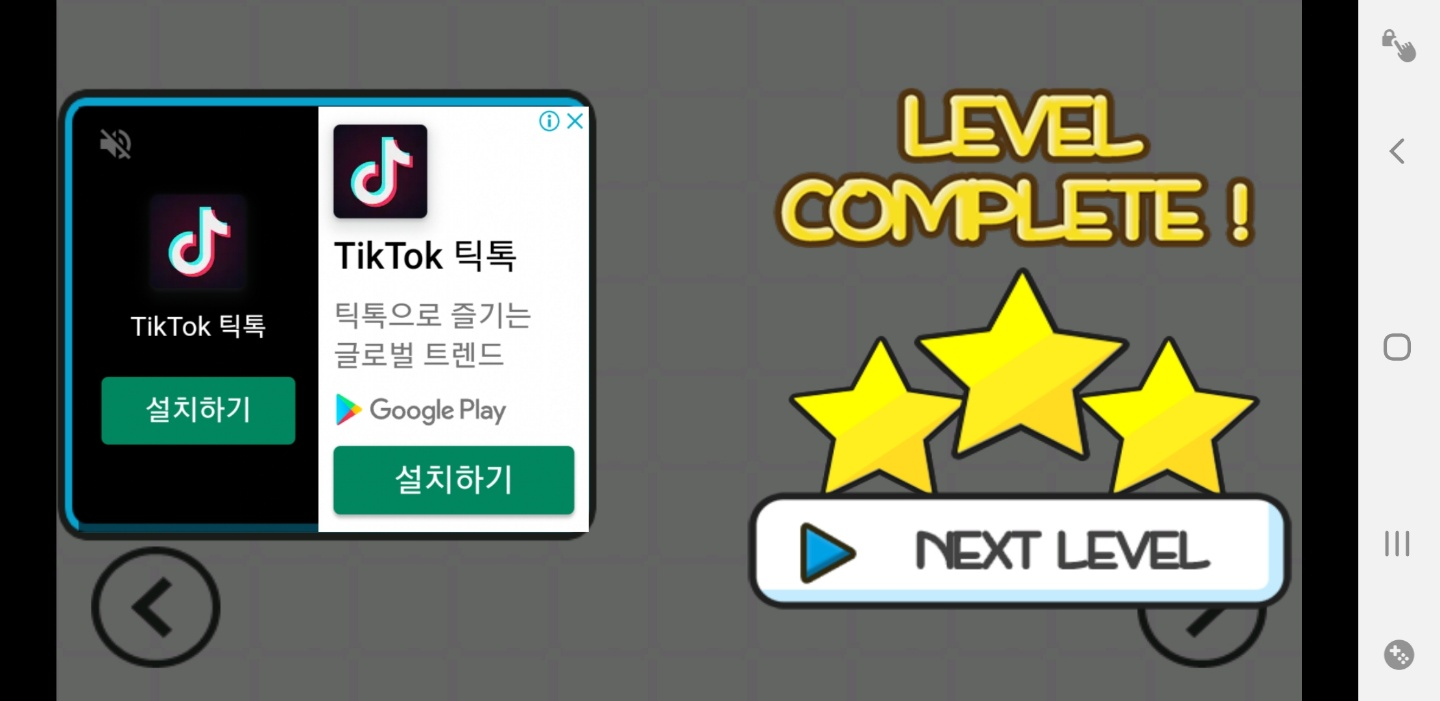 TikTok 틱톡
설치하기
TikTok 틱톡
틱톡으로 즐기는
글로벌 트렌드
Google Play
설치하기
LEVEL
COMPLETE !
NEXT LEVEL